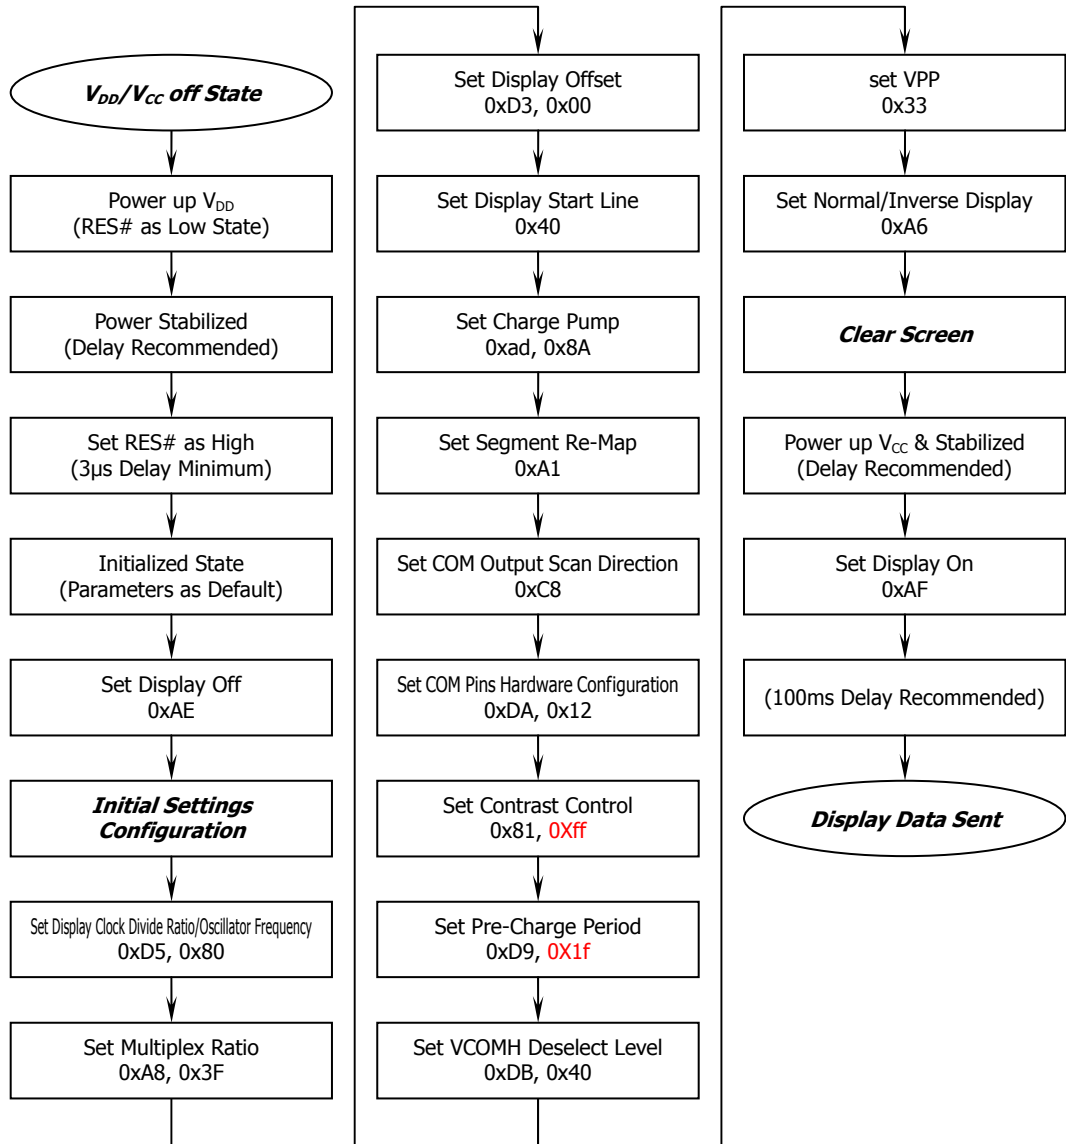 V_DD/V_CC off State
Power up V_DD
(RES# as Low State)
Power Stabilized
(Delay Recommended)
Set RES# as High
(3μs Delay Minimum)
Initialized State
(Parameters as Default)
Set Display Off
0xAE
Initial Settings
Configuration
Set Display Clock Divide Ratio/Oscillator Frequency
0xD5, 0x80
Set Multiplex Ratio
0xA8, 0x3F
Set Display Offset
0xD3, 0x00
Set Display Start Line
0x40
Set Charge Pump
0xad, 0x8A
Set Segment Re-Map
0xA1
Set COM Output Scan Direction
0xC8
Set COM Pins Hardware Configuration
0xDA, 0x12
Set Contrast Control
0x81, 0Xff
Set Pre-Charge Period
0xD9, 0X1f
Set VCOMH Deselect Level
0xDB, 0x40
set VPP
0x33
Set Normal/Inverse Display
0xA6
Clear Screen
Power up V_CC & Stabilized
(Delay Recommended)
Set Display On
0xAF
(100ms Delay Recommended)
Display Data Sent